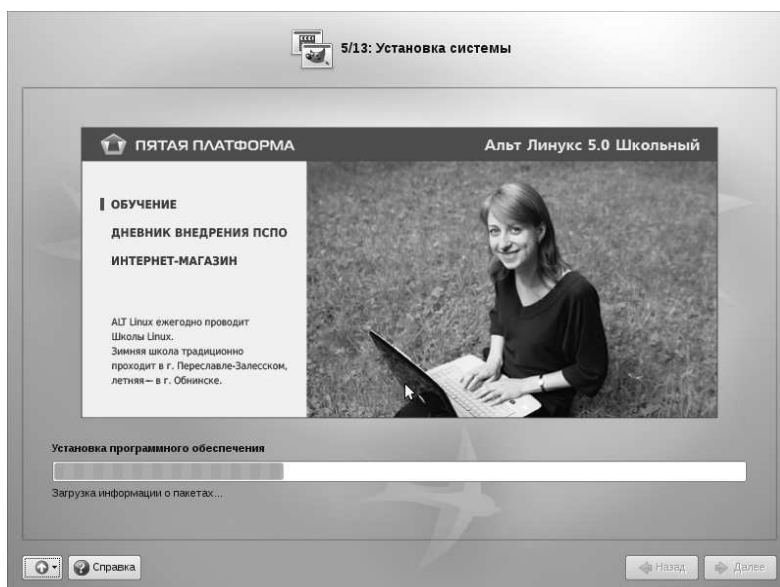 5/13: Установка системы
ПЯТАЯ ПЛАТФОРМА
Альт Линукс 5.0 Школьный
ОБУЧЕНИЕ
ДНЕВНИК ВНЕДРЕНИЯ ПСПО
ИНТЕРНЕТ-МАГАЗИН
ALT Linux ежегодно проводит
Школы Linux.
Зимняя школа традиционно
проходит в г. Переславле-Залесском,
летняя— в г. Обнинске.
Установка программного обеспечения
Загрузка информации о пакетах...
Справка
Назад
Далее